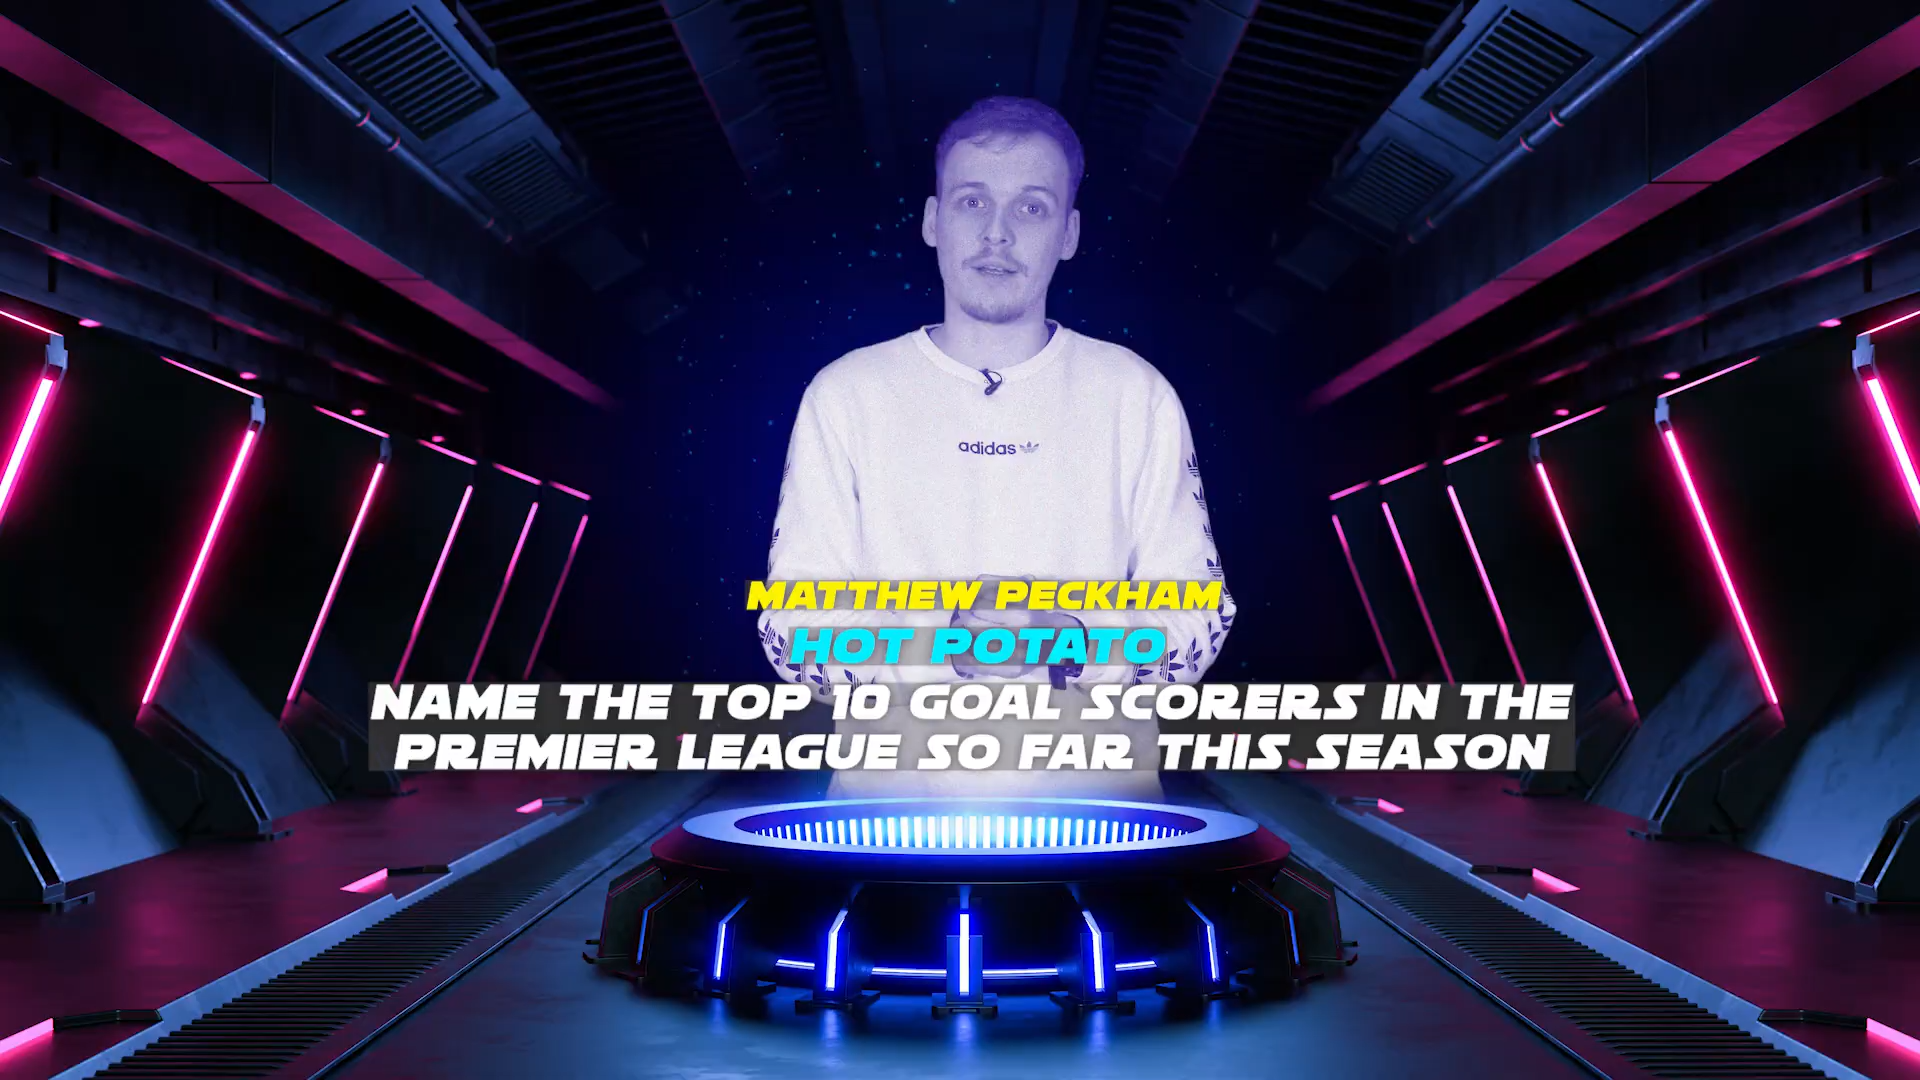 adidas
MATTHEW PECKHAM
HOT POTATO
NAME THE TOP 10 GOAL SCORERS IN THE
PREMIER LEAGUE SO FAR THIS SEASON